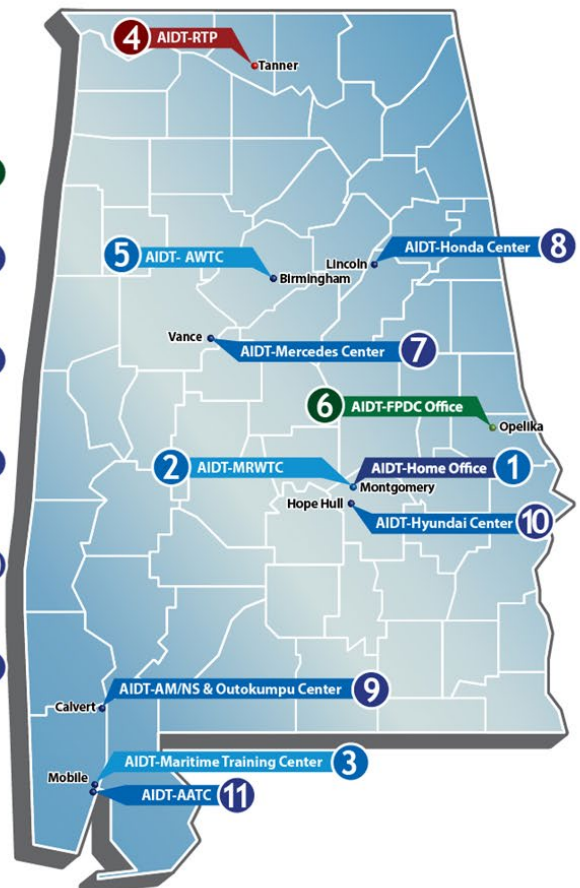 4 AIDT-RTP
Tanner
5 AIDT- AWTC
Birmingham
Lincoln
AIDT-Honda Center 8
Vance
AIDT-Mercedes Center 7
6 AIDT-FPDC Office
Opelika
2 AIDT-MRWTC
AIDT-Home Office 1
Montgomery
Hope Hull
AIDT-Hyundai Center 10
AIDT-AM/NS & Outokumpu Center 9
Calvert
AIDT-Maritime Training Center 3
Mobile
AIDT-AATC 11